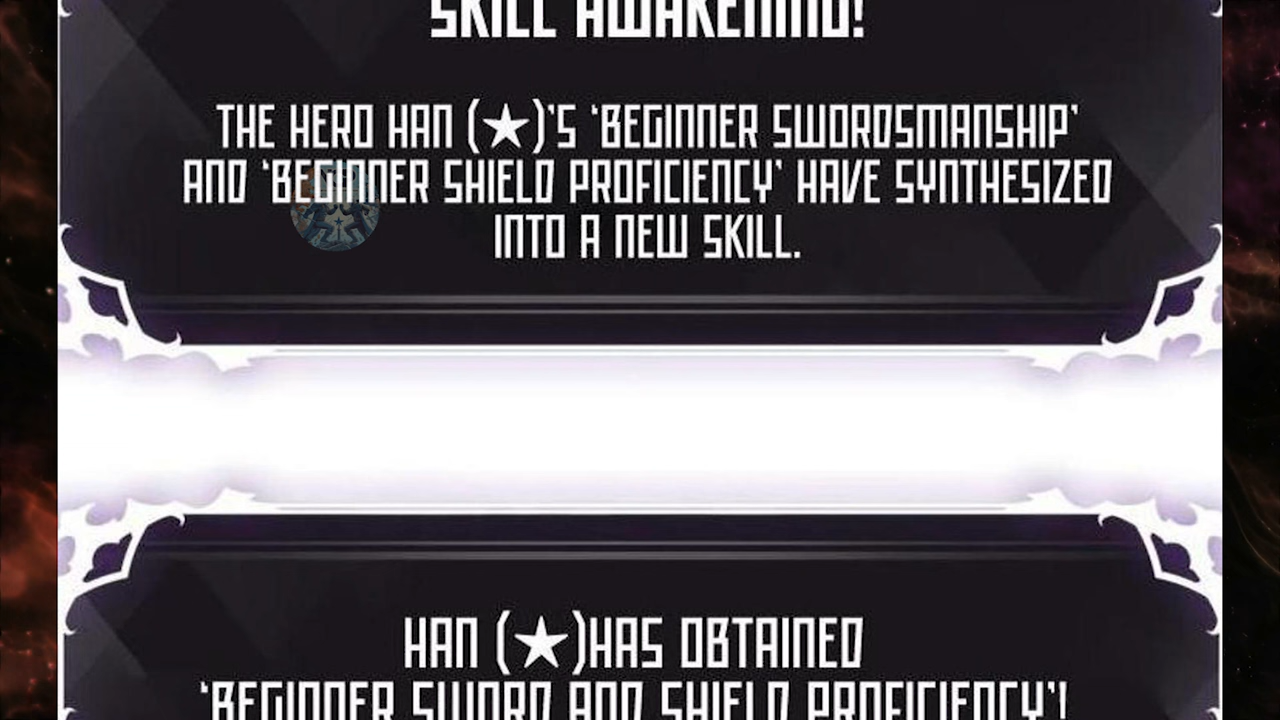 SKILL AWAKENING!
THE HERO HAN (★)'S 'BEGINNER SWORDSMANSHIP'
AND 'BEGINNER SHIELD PROFICIENCY' HAVE SYNTHESIZED
INTO A NEW SKILL.
HAN (★)HAS OBTAINED
'BEGINNER SWORD AND SHIELD PROFICIENCY'!